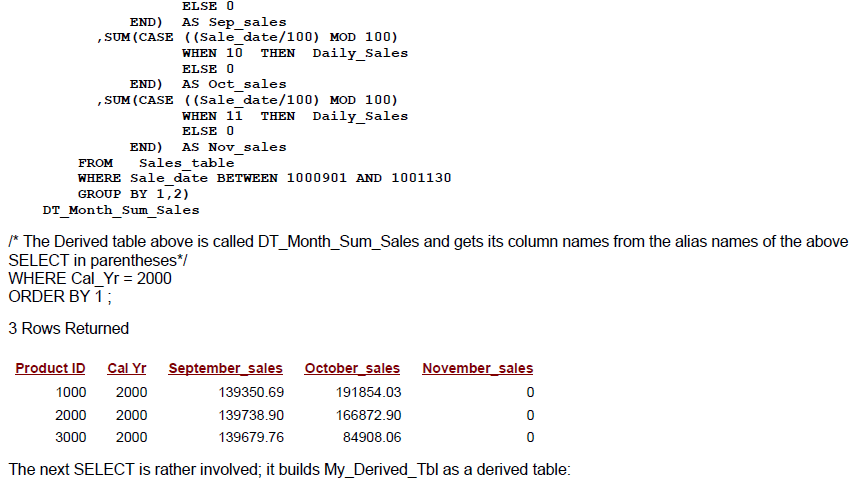 ELSE 0
END) AS Sep_sales
,SUM(CASE ((Sale_date/100) MOD 100)
WHEN 10 THEN Daily_Sales
ELSE 0
END) AS Oct_sales
,SUM(CASE ((Sale_date/100) MOD 100)
WHEN 11 THEN Daily_Sales
ELSE 0
END) AS Nov_sales
FROM Sales_table
WHERE Sale_date BETWEEN 1000901 AND 1001130
GROUP BY 1,2)
DT_Month_Sum_Sales
/* The Derived table above is called DT_Month_Sum_Sales and gets its column names from the alias names of the above
SELECT in parentheses*/
WHERE Cal_Yr = 2000
ORDER BY 1 ;
3 Rows Returned
Product ID Cal Yr September_sales October_sales November_sales
1000 2000 139350.69 191854.03 0
2000 2000 139738.90 166872.90 0
3000 2000 139679.76 84908.06 0
The next SELECT is rather involved; it builds My_Derived_Tbl as a derived table: